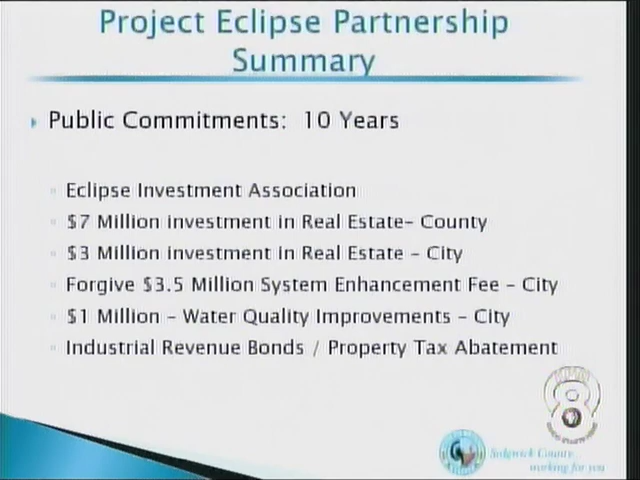 Project Eclipse Partnership
Summary
Public Commitments: 10 Years
Eclipse Investment Association
$7 Million investment in Real Estate- County
$3 Million investment in Real Estate - City
Forgive $3.5 Million System Enhancement Fee - City
$1 Million - Water Quality Improvements - City
Industrial Revenue Bonds / Property Tax Abatement
8
Sedgwick County...
working for you